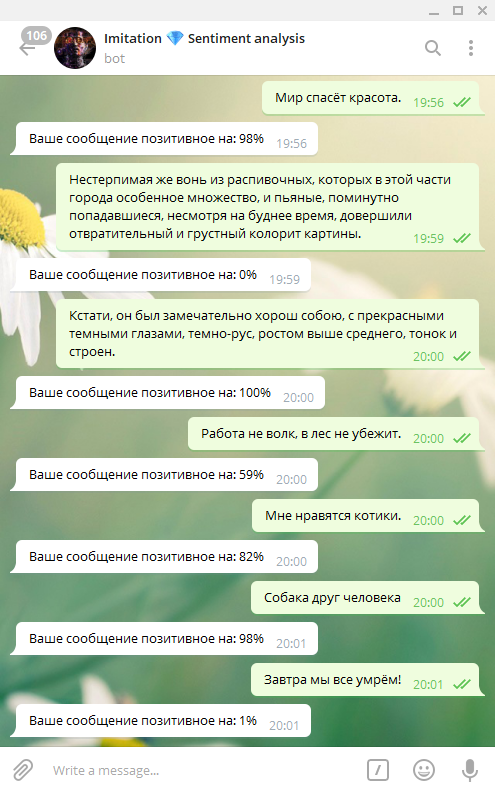 106
Imitation 💎 Sentiment analysis
bot
Мир спасёт красота. 19:56
Ваше сообщение позитивное на: 98% 19:56
Нестерпимая же вонь из распивочных, которых в этой части
города особенное множество, и пьяные, поминутно
попадавшиеся, несмотря на буднее время, довершили
отвратительный и грустный колорит картины. 19:59
Ваше сообщение позитивное на: 0% 19:59
Кстати, он был замечательно хорош собою, с прекрасными
темными глазами, темно-рус, ростом выше среднего, тонок и
строен. 20:00
Ваше сообщение позитивное на: 100% 20:00
Работа не волк, в лес не убежит. 20:00
Ваше сообщение позитивное на: 59% 20:00
Мне нравятся котики. 20:00
Ваше сообщение позитивное на: 82% 20:00
Собака друг человека 20:00
Ваше сообщение позитивное на: 98% 20:01
Завтра мы все умрём! 20:01
Ваше сообщение позитивное на: 1% 20:01
Write a message...